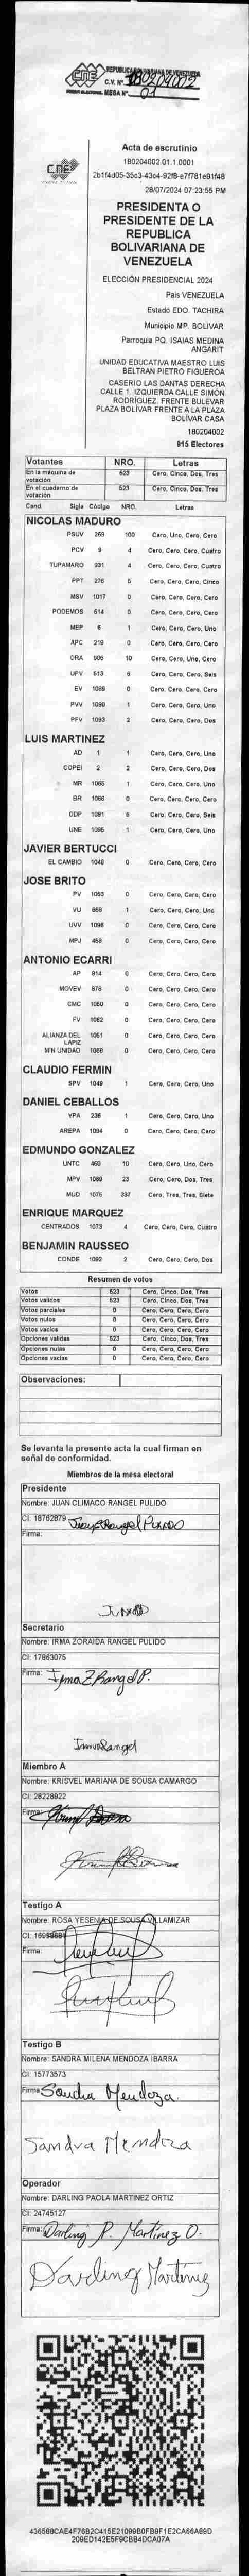 CNE
REPUBLICA BOLIVARIANA DE VENEZUELA
C.V. Nº 180204002
PODER ELECTORAL MESA Nº 01
CNE
Acta de escrutinio
180204002.01.1.0001
28/07/2024 07:23:55 PM
PRESIDENTA O
PRESIDENTE DE LA
REPUBLICA
BOLIVARIANA DE
VENEZUELA
ELECCIÓN PRESIDENCIAL 2024
País VENEZUELA
Estado EDO. TACHIRA
Municipio MP. BOLIVAR
Parroquia PQ. ISAIAS MEDINA
ANGARIT
UNIDAD EDUCATIVA MAESTRO LUIS
BELTRAN PIETRO FIGUEROA
CASERIO LAS DANTAS DERECHA
CALLE 1. IZQUIERDA CALLE SIMÓN
RODRÍGUEZ. FRENTE BULEVAR
PLAZA BOLÍVAR FRENTE A LA PLAZA
BOLÍVAR CASA
180204002
915 Electores
Votantes NRO. Letras
En la máquina de votación 523 Cero, Cinco, Dos, Tres
En el cuaderno de votación 523 Cero, Cinco, Dos, Tres
Cand. Sigla Código NRO. Letras
NICOLAS MADURO
PSUV 269 100 Cero, Uno, Cero, Cero
PCV 9 4 Cero, Cero, Cero, Cuatro
TUPAMARO 931 4 Cero, Cero, Cero, Cuatro
PPT 276 5 Cero, Cero, Cero, Cinco
MSV 1017 0 Cero, Cero, Cero, Cero
PODEMOS 614 0 Cero, Cero, Cero, Cero
MEP 6 1 Cero, Cero, Cero, Uno
APC 219 0 Cero, Cero, Cero, Cero
ORA 906 10 Cero, Cero, Uno, Cero
UPV 513 6 Cero, Cero, Cero, Seis
EV 1089 0 Cero, Cero, Cero, Cero
PVV 1090 1 Cero, Cero, Cero, Uno
PFV 1093 2 Cero, Cero, Cero, Dos
LUIS MARTINEZ
AD 1 1 Cero, Cero, Cero, Uno
COPEI 2 2 Cero, Cero, Cero, Dos
MR 1065 1 Cero, Cero, Cero, Uno
BR 1066 0 Cero, Cero, Cero, Cero
DDP 1091 6 Cero, Cero, Cero, Seis
UNE 1095 1 Cero, Cero, Cero, Uno
JAVIER BERTUCCI
EL CAMBIO 1048 0 Cero, Cero, Cero, Cero
JOSE BRITO
PV 1053 0 Cero, Cero, Cero, Cero
VU 868 1 Cero, Cero, Cero, Uno
UVV 1096 0 Cero, Cero, Cero, Cero
MPJ 458 0 Cero, Cero, Cero, Cero
ANTONIO ECARRI
AP 814 0 Cero, Cero, Cero, Cero
MOVEV 878 0 Cero, Cero, Cero, Cero
CMC 1050 0 Cero, Cero, Cero, Cero
FV 1062 0 Cero, Cero, Cero, Cero
ALIANZA DEL LAPIZ 1051 0 Cero, Cero, Cero, Cero
MIN UNIDAD 1068 0 Cero, Cero, Cero, Cero
CLAUDIO FERMIN
SPV 1049 1 Cero, Cero, Cero, Uno
DANIEL CEBALLOS
VPA 238 1 Cero, Cero, Cero, Uno
AREPA 1094 0 Cero, Cero, Cero, Cero
EDMUNDO GONZALEZ
UNTC 460 10 Cero, Cero, Uno, Cero
MPV 1069 23 Cero, Cero, Dos, Tres
MUD 1075 337 Cero, Tres, Tres, Siete
ENRIQUE MARQUEZ
CENTRADOS 1073 4 Cero, Cero, Cero, Cuatro
BENJAMIN RAUSSEO
CONDE 1092 2 Cero, Cero, Cero, Dos
Resumen de votos
Votos 523 Cero, Cinco, Dos, Tres
Votos validos 523 Cero, Cinco, Dos, Tres
Votos parciales 0 Cero, Cero, Cero, Cero
Votos nulos 0 Cero, Cero, Cero, Cero
Votos vacios 0 Cero, Cero, Cero, Cero
Opciones validas 523 Cero, Cinco, Dos, Tres
Opciones nulas 0 Cero, Cero, Cero, Cero
Opciones vacias 0 Cero, Cero, Cero, Cero
Observaciones:
Se levanta la presente acta la cual firman en
señal de conformidad.
Miembros de la mesa electoral
Presidente
Nombre: JUAN CLIMACO RANGEL PULIDO
CI: 18762879
Firma: Juan Rangel Pulido
Secretario
Nombre: IRMA ZORAIDA RANGEL PULIDO
CI: 17863075
Firma: Irma Z Rangel P.
Irma Rangel
Miembro A
Nombre: KRISVEL MARIANA DE SOUSA CAMARGO
CI: 28228922
Firma:
Testigo A
Nombre: ROSA YESENIA DE SOUSA VILLAMIZAR
Firma:
Testigo B
Nombre: SANDRA MILENA MENDOZA IBARRA
CI: 15773573
Firma: Sandra Mendoza.
Sandra Mendoza
Operador
Nombre: DARLING PAOLA MARTINEZ ORTIZ
CI: 24745127
Firma: Darling P. Martínez O.
Darling Martínez